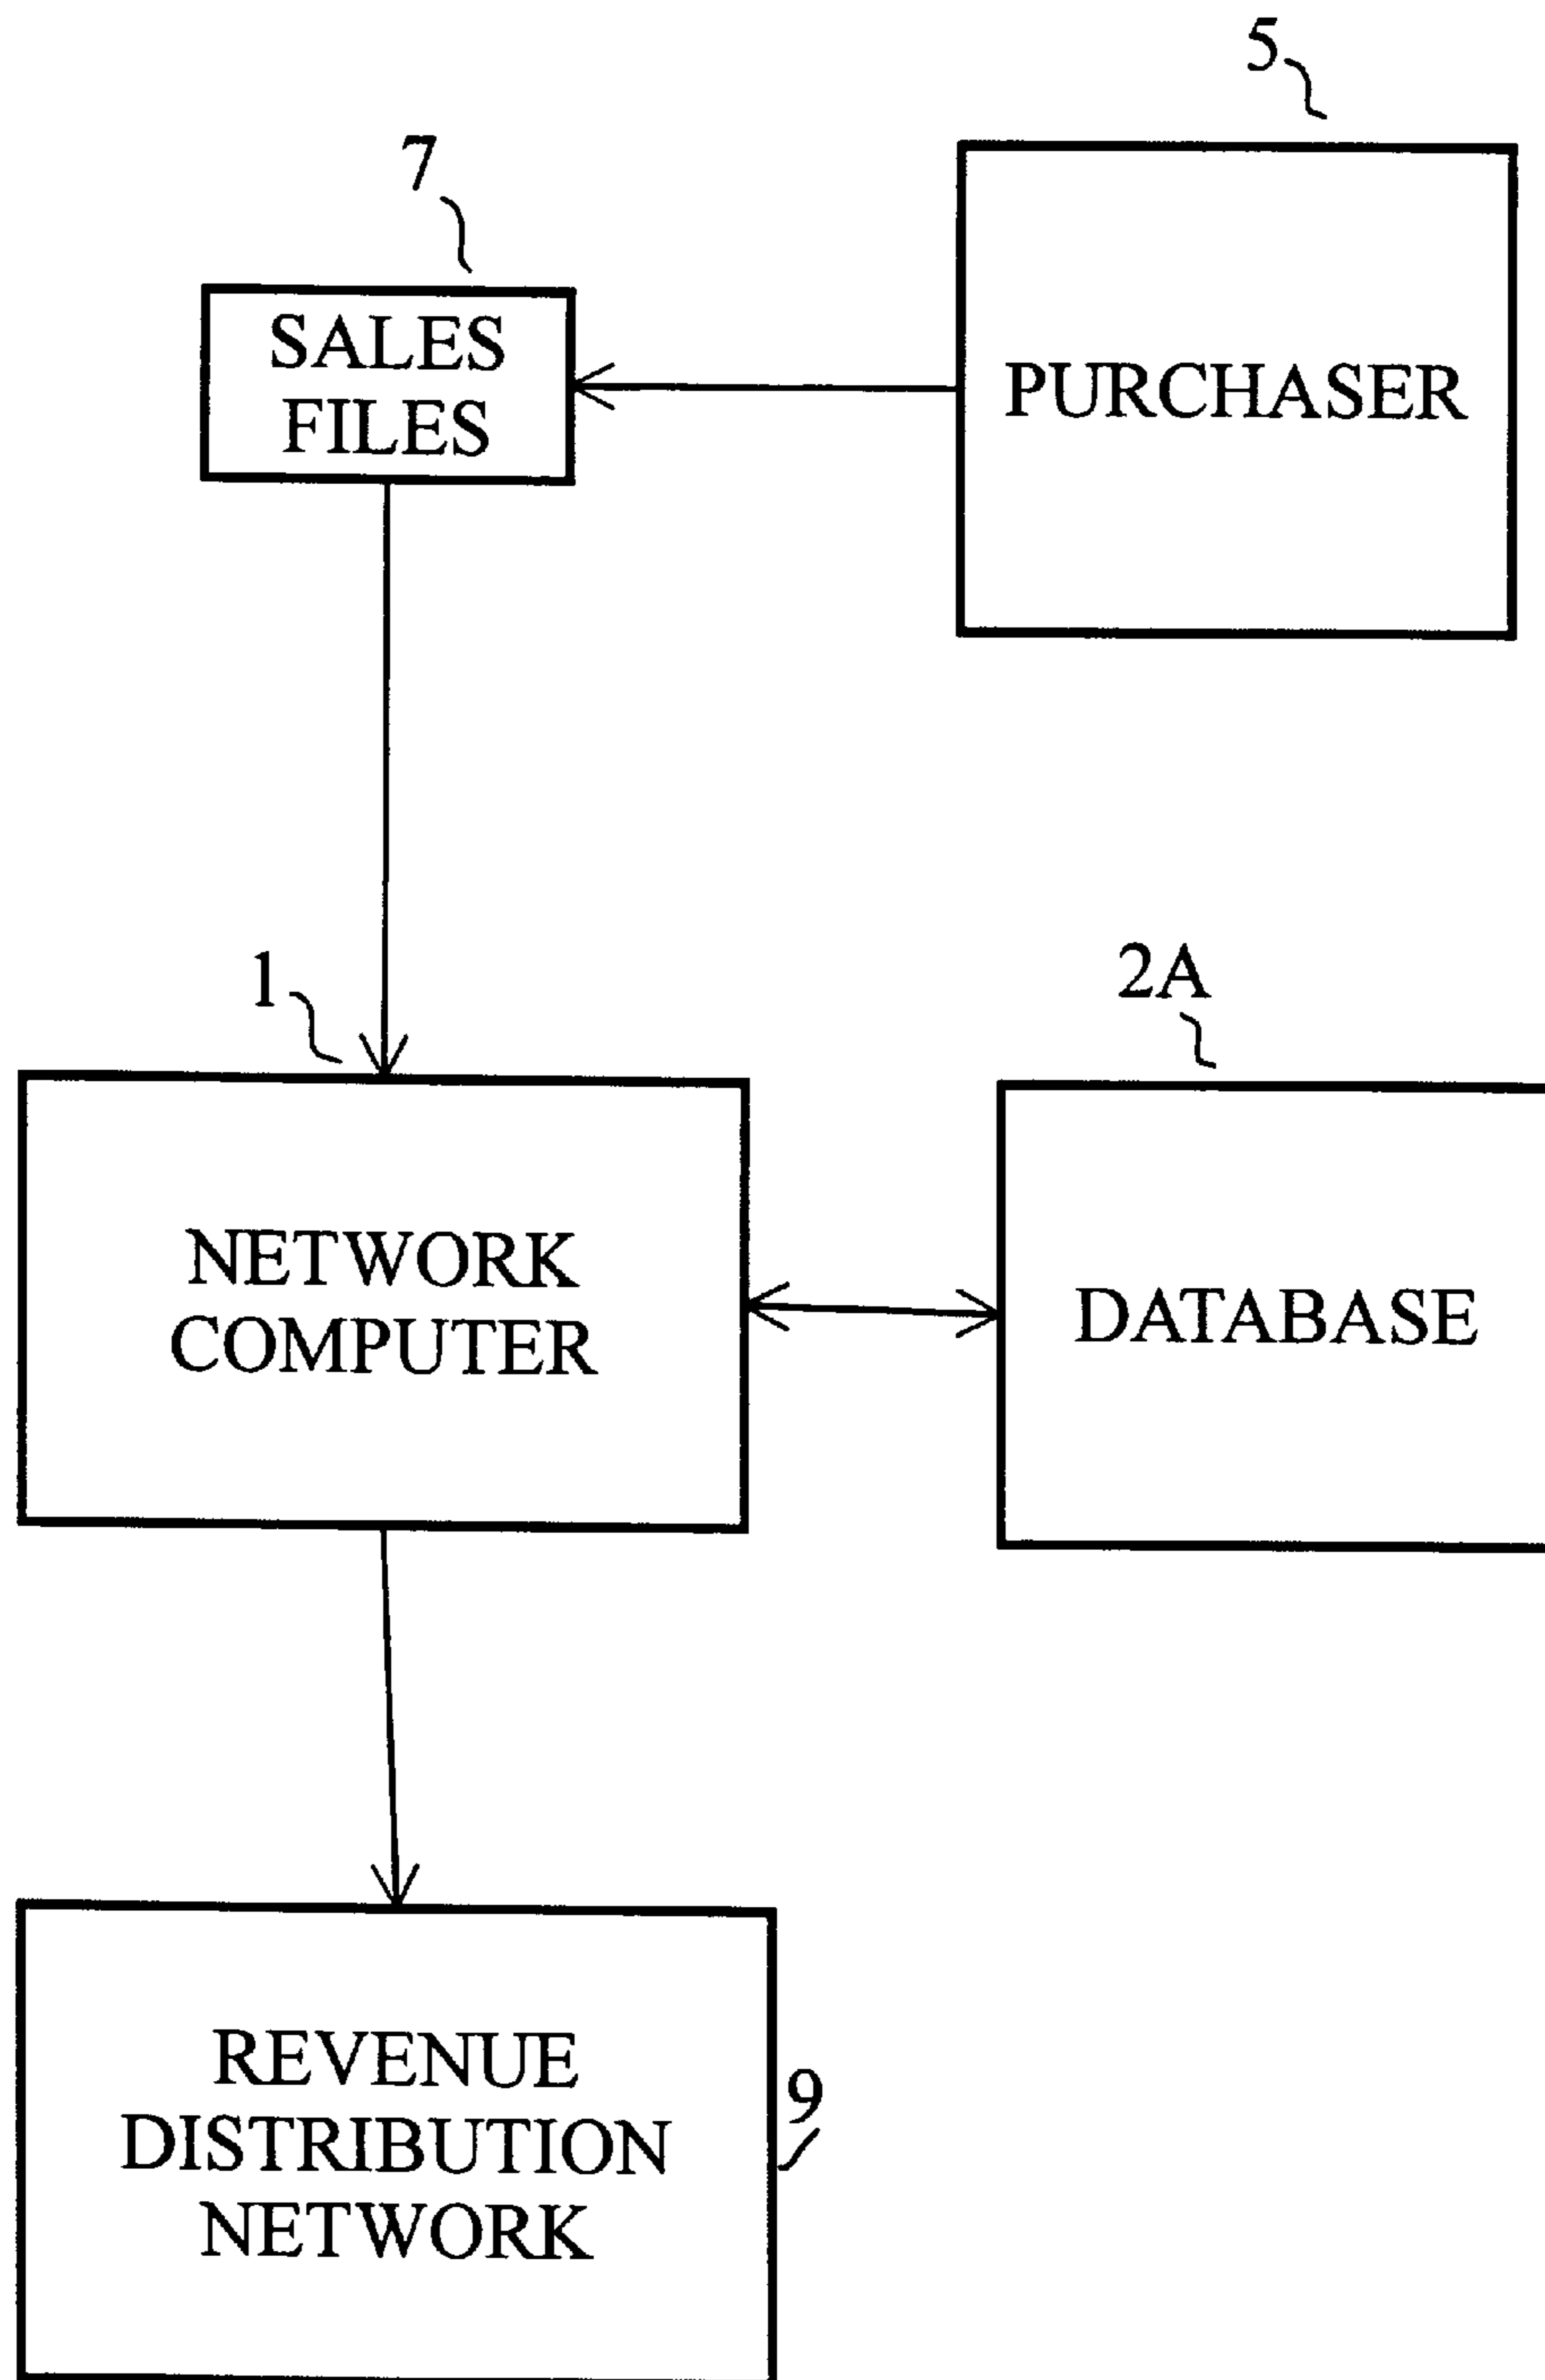 5
7
SALES
FILES
PURCHASER
1
2A
NETWORK
COMPUTER
DATABASE
REVENUE
DISTRIBUTION
NETWORK
9